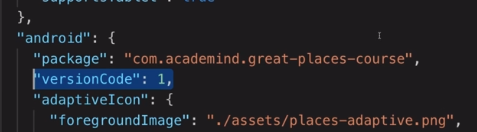 },
"android": {
"package": "com.academind.great-places-course",
"versionCode": 1,
"adaptiveIcon": {
"foregroundImage": "./assets/places-adaptive.png",